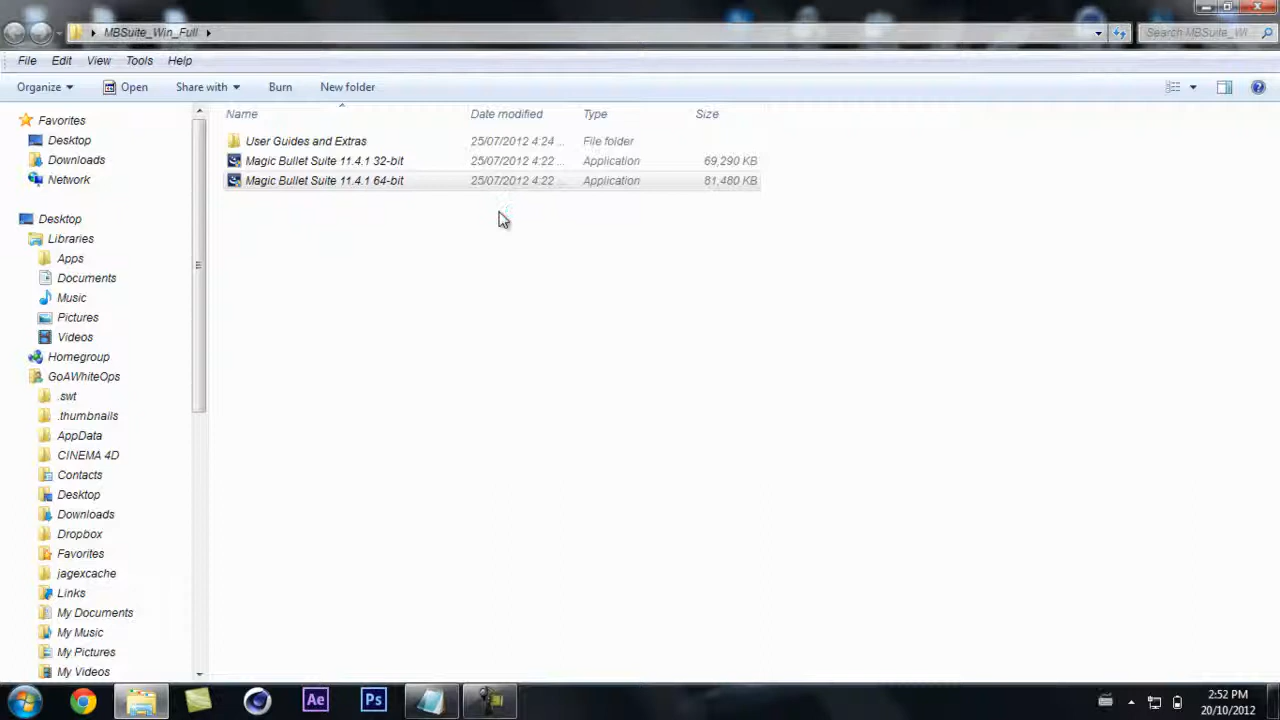 MBSuite_Win_Full
Search MBSuite_Wi...
File Edit View Tools Help
Organize Open Share with Burn New folder
Name Date modified Type Size
User Guides and Extras 25/07/2012 4:24 ... File folder
Magic Bullet Suite 11.4.1 32-bit 25/07/2012 4:22 ... Application 69,290 KB
Magic Bullet Suite 11.4.1 64-bit 25/07/2012 4:22 ... Application 81,480 KB
Favorites
Desktop
Downloads
Network
Desktop
Libraries
Apps
Documents
Music
Pictures
Videos
Homegroup
GoAWhiteOps
.swt
.thumbnails
AppData
CINEMA 4D
Contacts
Desktop
Downloads
Dropbox
Favorites
jagexcache
Links
My Documents
My Music
My Pictures
My Videos
Ae Ps
2:52 PM
20/10/2012